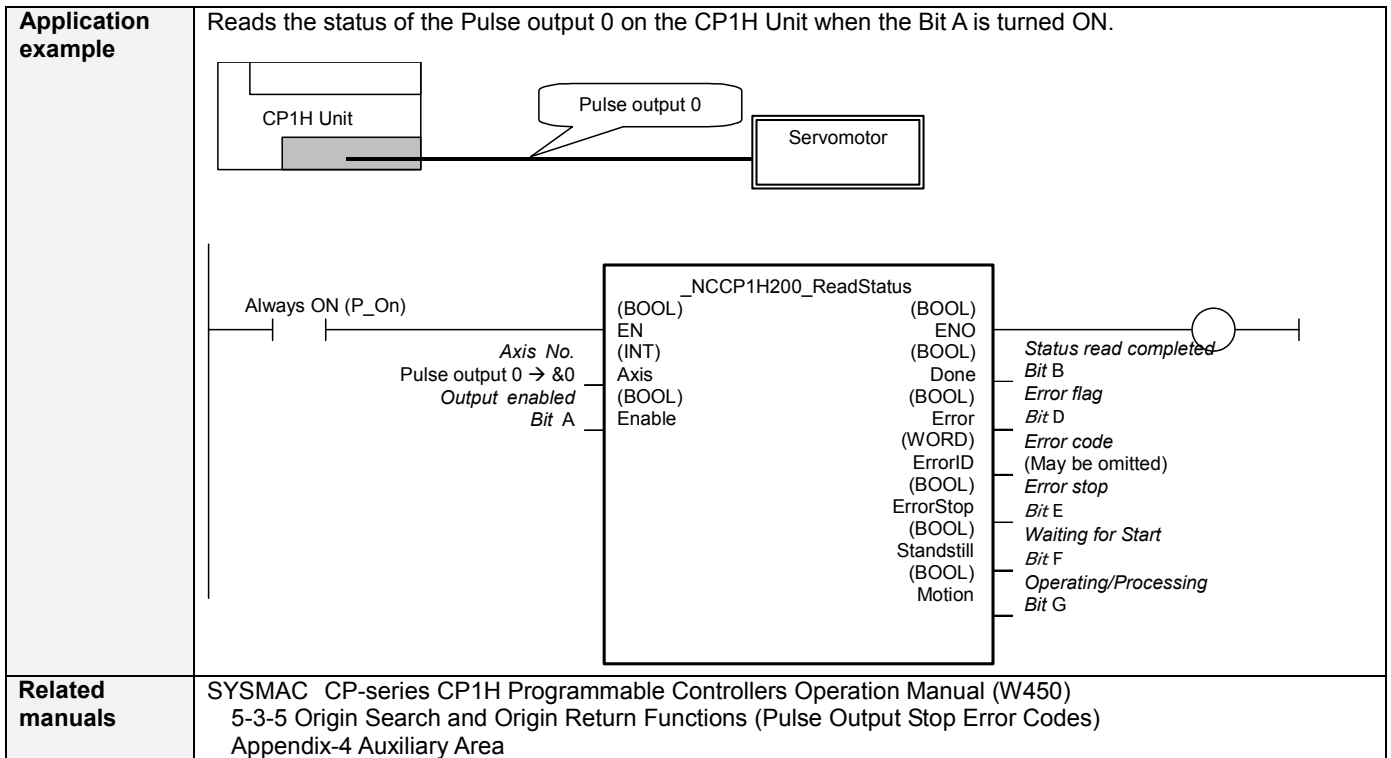 Application example
Reads the status of the Pulse output 0 on the CP1H Unit when the Bit A is turned ON.
CP1H Unit
Pulse output 0
Servomotor
_NCCP1H200_ReadStatus
Always ON (P_On)
(BOOL) (BOOL)
EN ENO
Axis No. (INT) (BOOL) Status read completed
Pulse output 0 → &0 Axis Done Bit B
Output enabled (BOOL) (BOOL) Error flag
Bit A Enable Error Bit D
(WORD) Error code
ErrorID (May be omitted)
(BOOL) Error stop
ErrorStop Bit E
(BOOL) Waiting for Start
Standstill Bit F
(BOOL) Operating/Processing
Motion Bit G
Related manuals
SYSMAC CP-series CP1H Programmable Controllers Operation Manual (W450)
5-3-5 Origin Search and Origin Return Functions (Pulse Output Stop Error Codes)
Appendix-4 Auxiliary Area